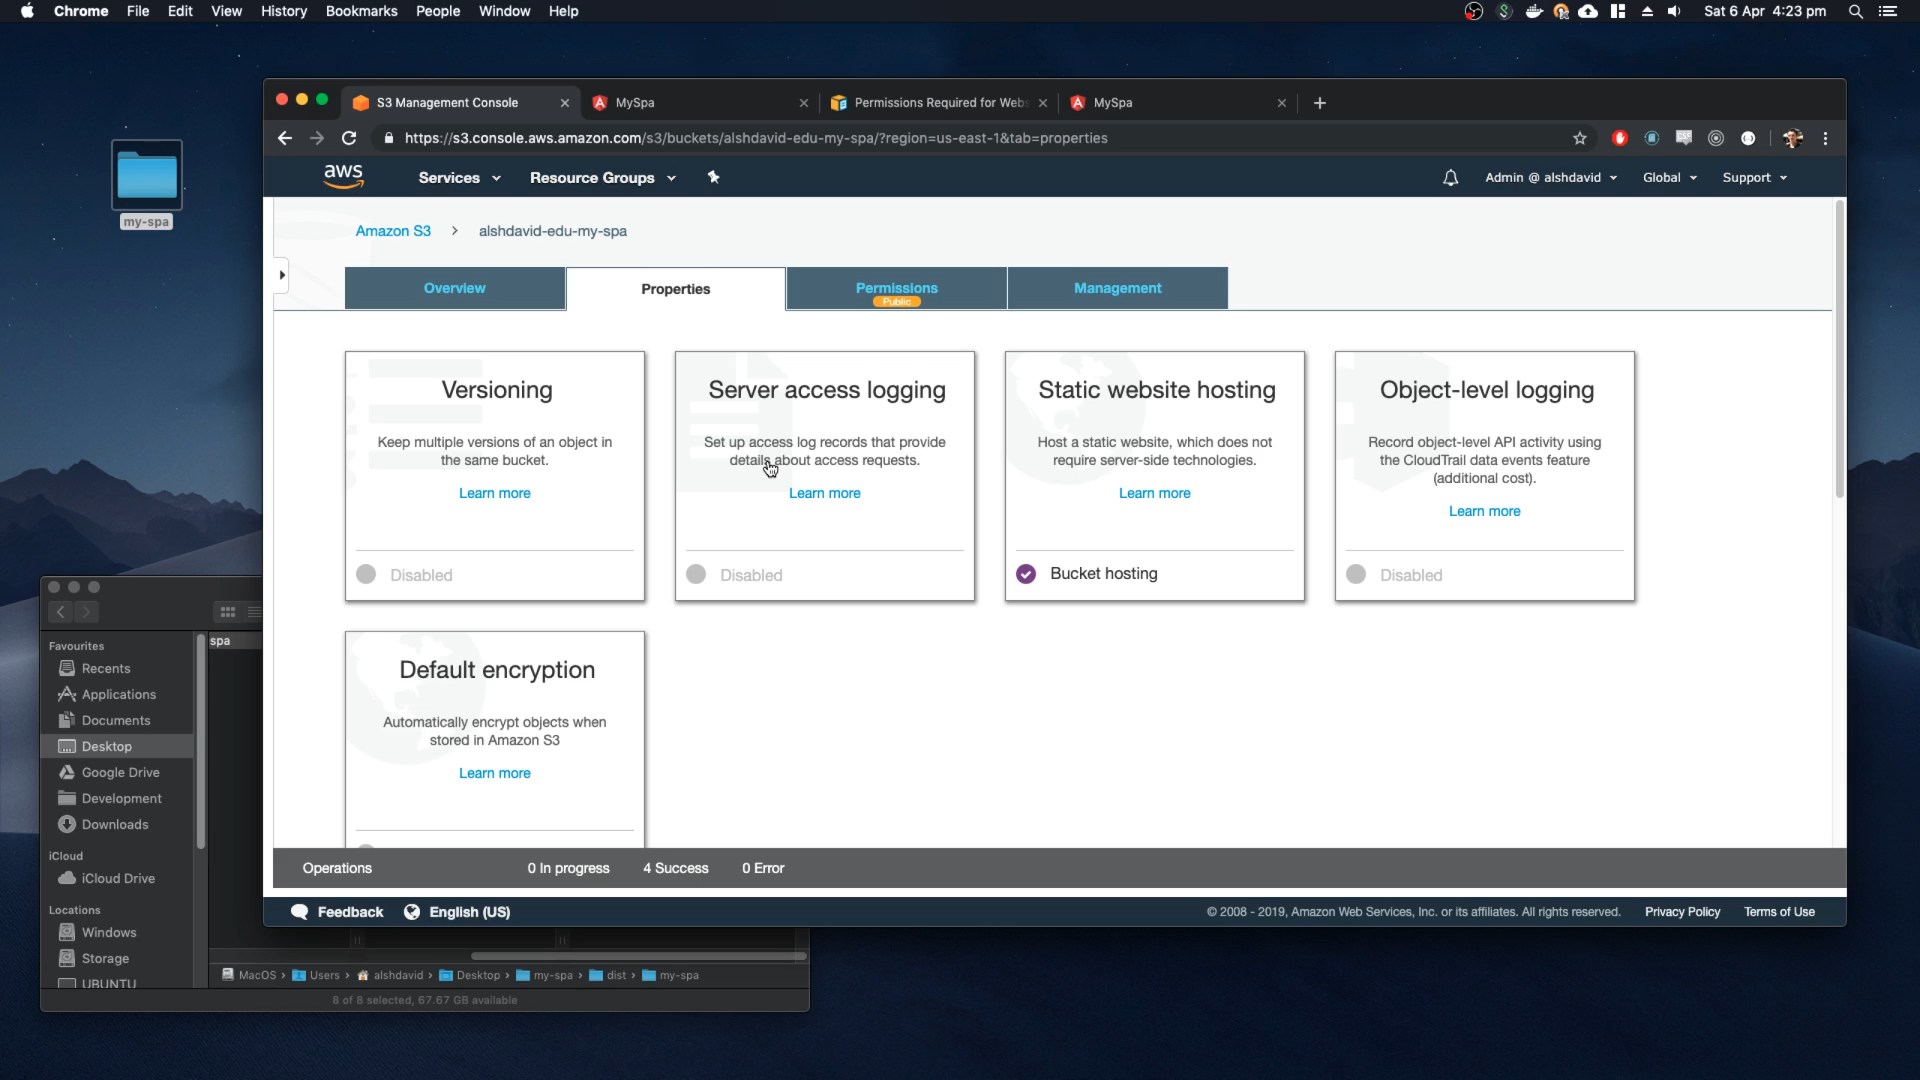 Chrome File Edit View History Bookmarks People Window Help
Sat 6 Apr 4:23 pm
my-spa
S3 Management Console
MySpa
Permissions Required for Webs
MySpa
https://s3.console.aws.amazon.com/s3/buckets/alshdavid-edu-my-spa/?region=us-east-1&tab=properties
aws
Services
Resource Groups
Admin @ alshdavid
Global
Support
Amazon S3 > alshdavid-edu-my-spa
Overview
Properties
Permissions
Public
Management
Versioning
Keep multiple versions of an object in
the same bucket.
Learn more
Disabled
Server access logging
Set up access log records that provide
details about access requests.
Learn more
Disabled
Static website hosting
Host a static website, which does not
require server-side technologies.
Learn more
Bucket hosting
Object-level logging
Record object-level API activity using
the CloudTrail data events feature
(additional cost).
Learn more
Disabled
Default encryption
Automatically encrypt objects when
stored in Amazon S3
Learn more
Operations
0 In progress
4 Success
0 Error
Feedback
English (US)
© 2008 - 2019, Amazon Web Services, Inc. or its affiliates. All rights reserved.
Privacy Policy
Terms of Use
spa
Favourites
Recents
Applications
Documents
Desktop
Google Drive
Development
Downloads
iCloud
iCloud Drive
Locations
Windows
Storage
UBUNTU
MacOS › Users › alshdavid › Desktop › my-spa › dist › my-spa
8 of 8 selected, 67.67 GB available